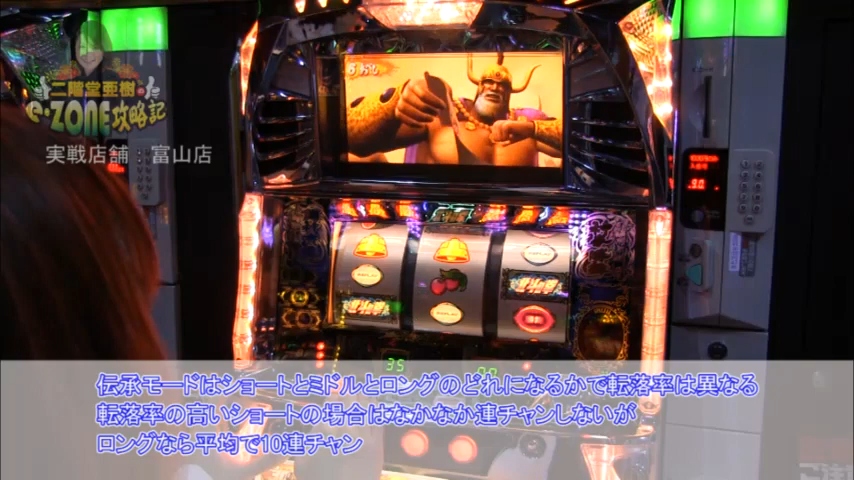 二階堂亜樹の
e・ZONE攻略記
実戦店舗：富山店
伝承モードはショートとミドルとロングのどれになるかで転落率は異なる
転落率の高いショートの場合はなかなか連チャンしないが
ロングなら平均で10連チャン
35